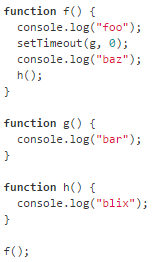 function f() {
  console.log("foo");
  setTimeout(g, 0);
  console.log("baz");
  h();
}

function g() {
  console.log("bar");
}

function h() {
  console.log("blix");
}

f();